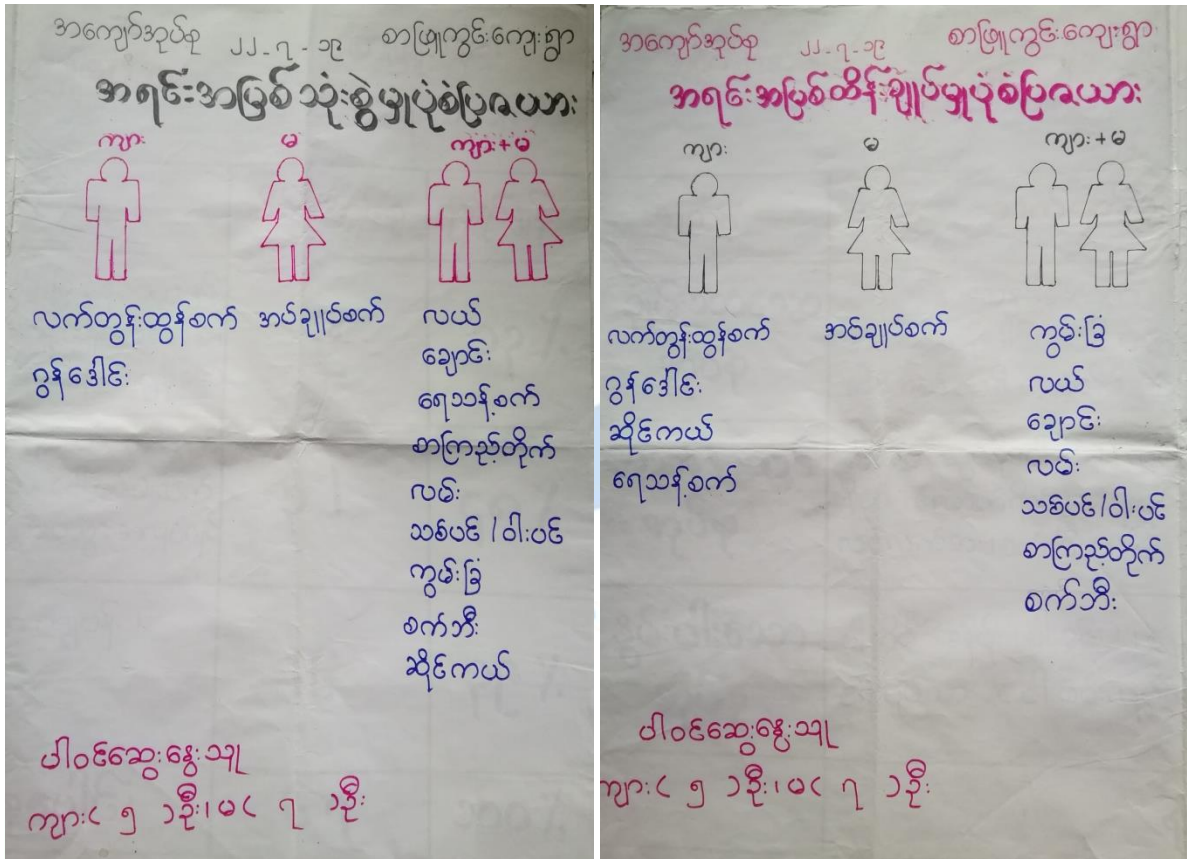 အကျော်အုပ်စု ၂၂-၇-၁၉ စာဖြူကွင်းကျေးရွာ
အရင်းအမြစ်သုံးစွဲမှုပုံစံပြဇယား
ကျား မ ကျား+မ
လက်တွန်းထွန်စက် အပ်ချုပ်စက် လယ်
ဂွန်ဒေါင်း ချောင်း
ရေသန့်စက်
စာကြည့်တိုက်
လမ်း
သစ်ပင်/ဝါးပင်
ကွမ်းခြံ
စက်ဘီး
ဆိုင်ကယ်
ပါဝင်ဆွေးနွေးသူ
ကျား( ၅ )ဦး၊မ( ၇ )ဦး
အကျော်အုပ်စု ၂၂-၇-၁၉ စာဖြူကွင်းကျေးရွာ
အရင်းအမြစ်ထိန်းချုပ်မှုပုံစံပြဇယား
ကျား မ ကျား+မ
လက်တွန်းထွန်စက် အပ်ချုပ်စက် ကွမ်းခြံ
ဂွန်ဒေါင်း လယ်
ဆိုင်ကယ် ချောင်း
ရေသန့်စက် လမ်း
သစ်ပင်/ဝါးပင်
စာကြည့်တိုက်
စက်ဘီး
ပါဝင်ဆွေးနွေးသူ
ကျား( ၅ )ဦး၊မ( ၇ )ဦး